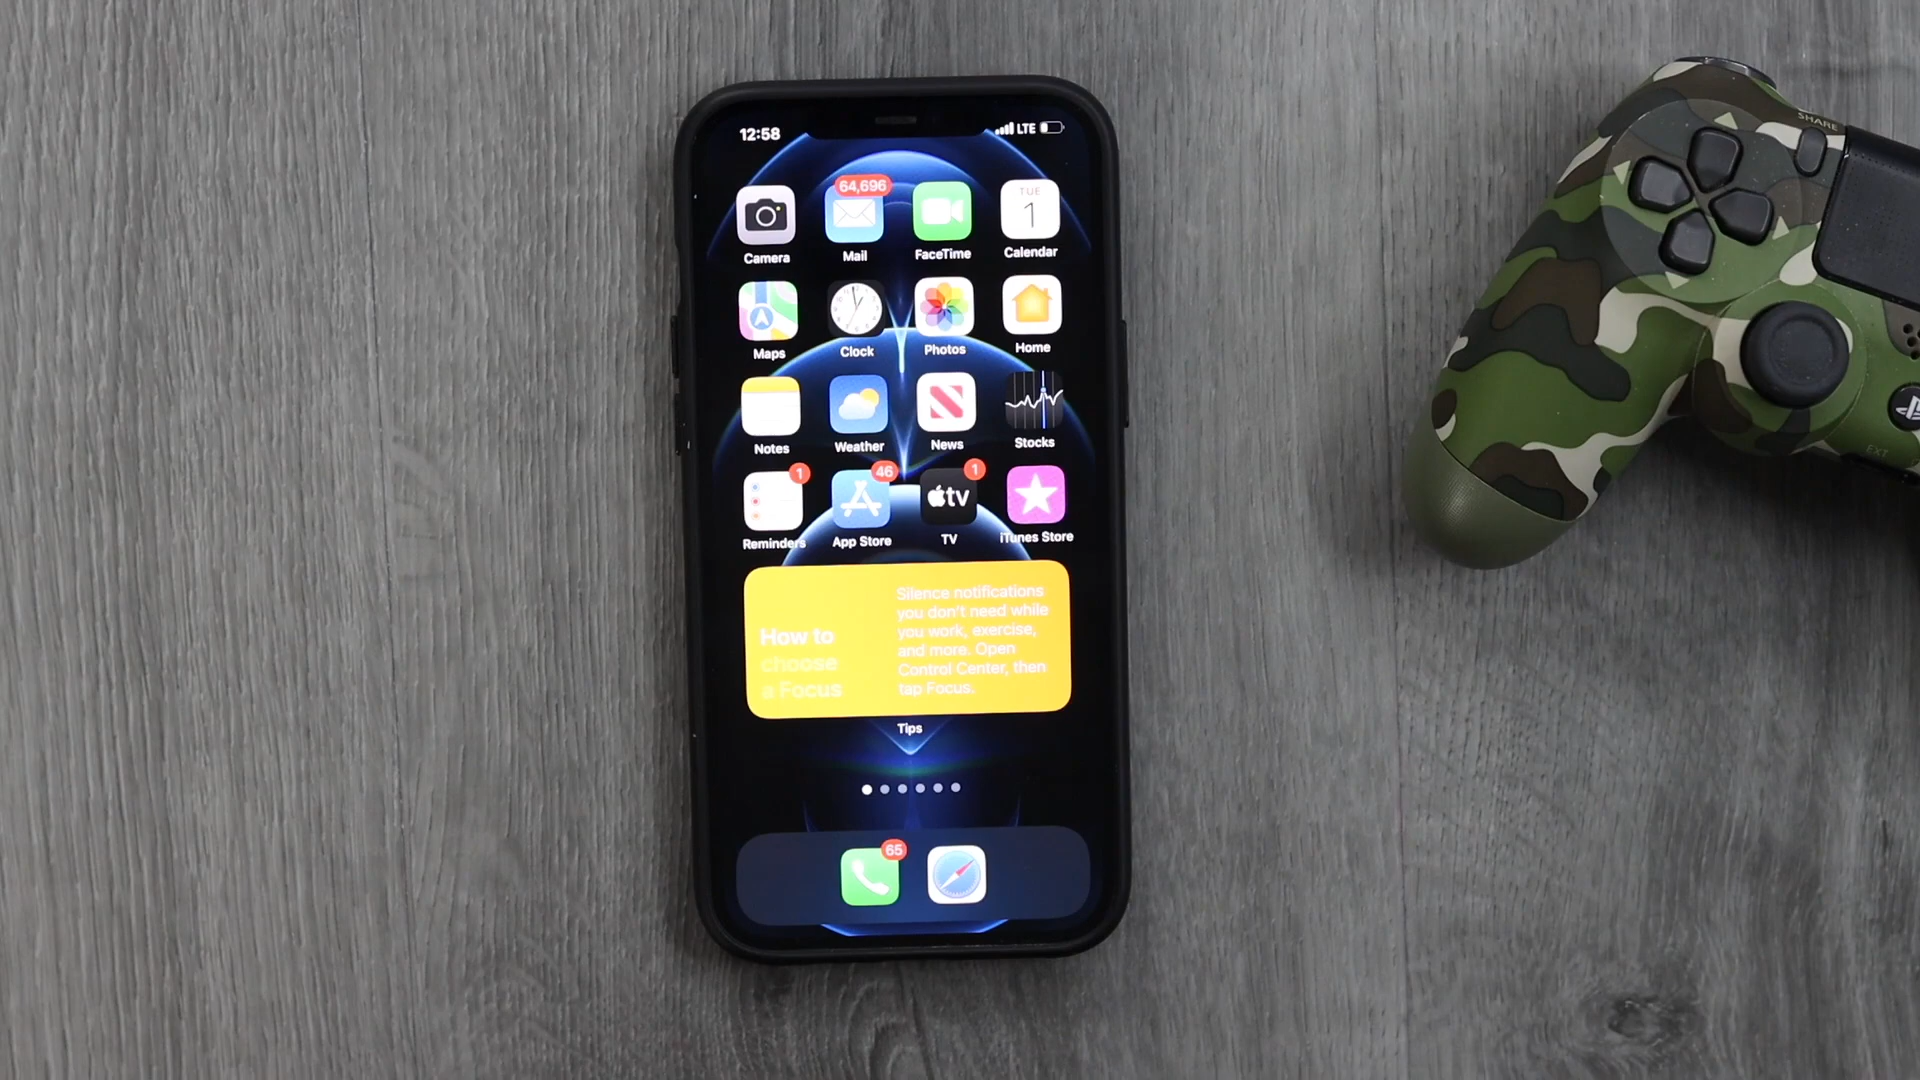 12:58
LTE
64,696
TUE
1
Camera
Mail
FaceTime
Calendar
Maps
Clock
Photos
Home
Notes
Weather
News
Stocks
1
46
1
tv
Reminders
App Store
TV
iTunes Store
How to
choose
a Focus
Silence notifications
you don't need while
you work, exercise,
and more. Open
Control Center, then
tap Focus.
Tips
65
SHARE
EXT